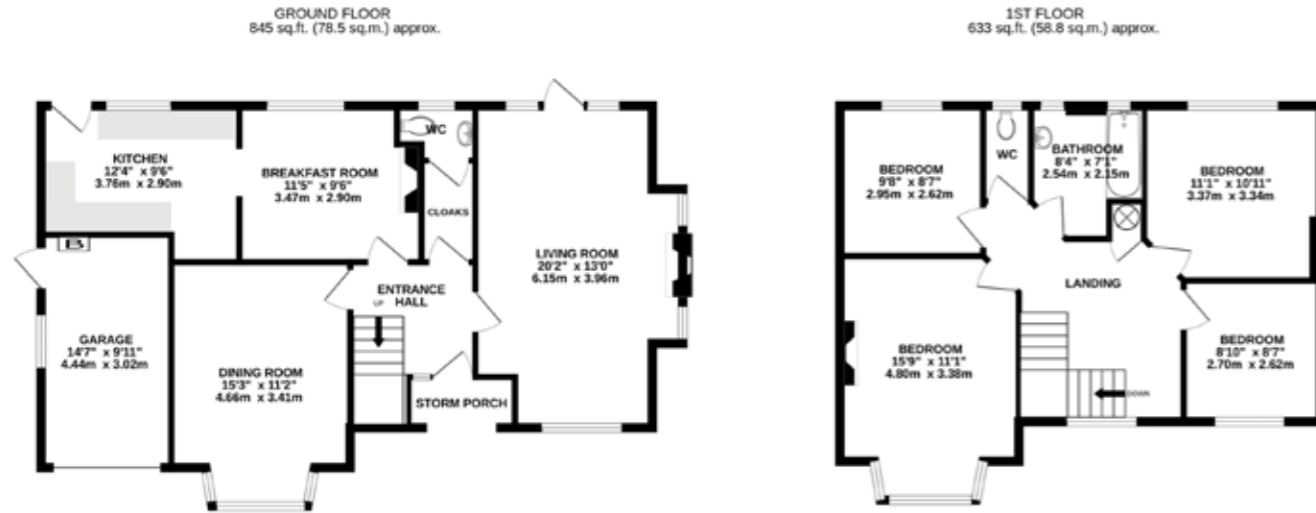 GROUND FLOOR
845 sq.ft. (78.5 sq.m.) approx.
KITCHEN
12'4" x 9'6"
3.76m x 2.90m
BREAKFAST ROOM
11'5" x 9'6"
3.47m x 2.90m
WC
CLOAKS
LIVING ROOM
20'2" x 13'0"
6.15m x 3.96m
B
ENTRANCE
HALL
UP
GARAGE
14'7" x 9'11"
4.44m x 3.02m
DINING ROOM
15'3" x 11'2"
4.66m x 3.41m
STORM PORCH
1ST FLOOR
633 sq.ft. (58.8 sq.m.) approx.
BEDROOM
9'8" x 8'7"
2.95m x 2.62m
WC
BATHROOM
8'4" x 7'1"
2.54m x 2.15m
BEDROOM
11'1" x 10'11"
3.37m x 3.34m
LANDING
BEDROOM
15'9" x 11'1"
4.80m x 3.38m
BEDROOM
8'10" x 8'7"
2.70m x 2.62m
DOWN